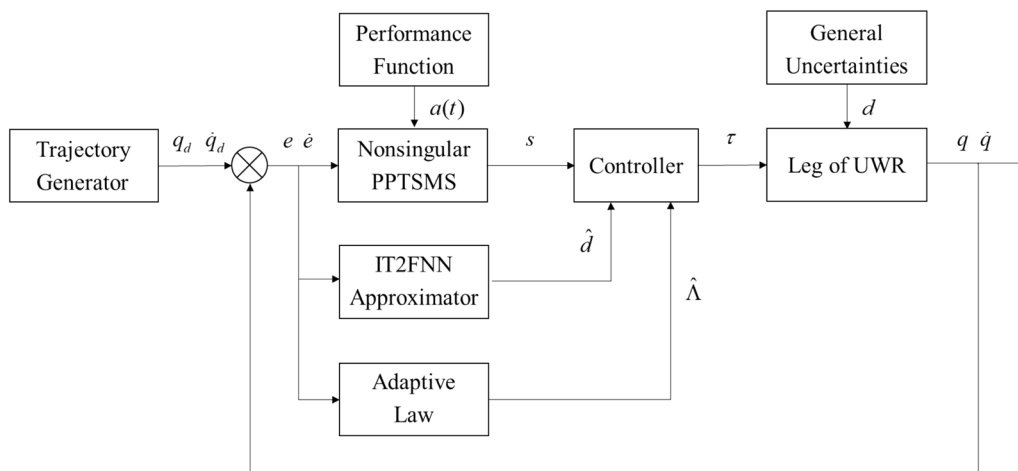 Performance
Function
General
Uncertainties
a(t)
d
Trajectory
Generator
q_d q̇_d
e ė
Nonsingular
PPTSMS
s
Controller
τ
Leg of UWR
q q̇
IT2FNN
Approximator
d̂
Λ̂
Adaptive
Law